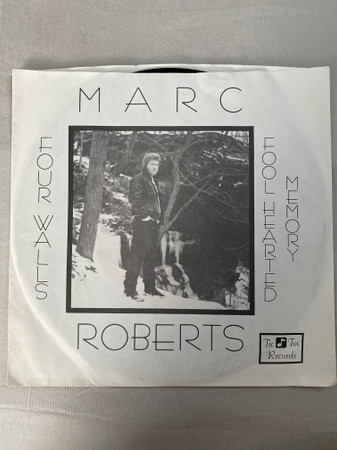 MARC
FOUR WALLS
FOOL HEARTED
MEMORY
ROBERTS
Tic Toc
Records